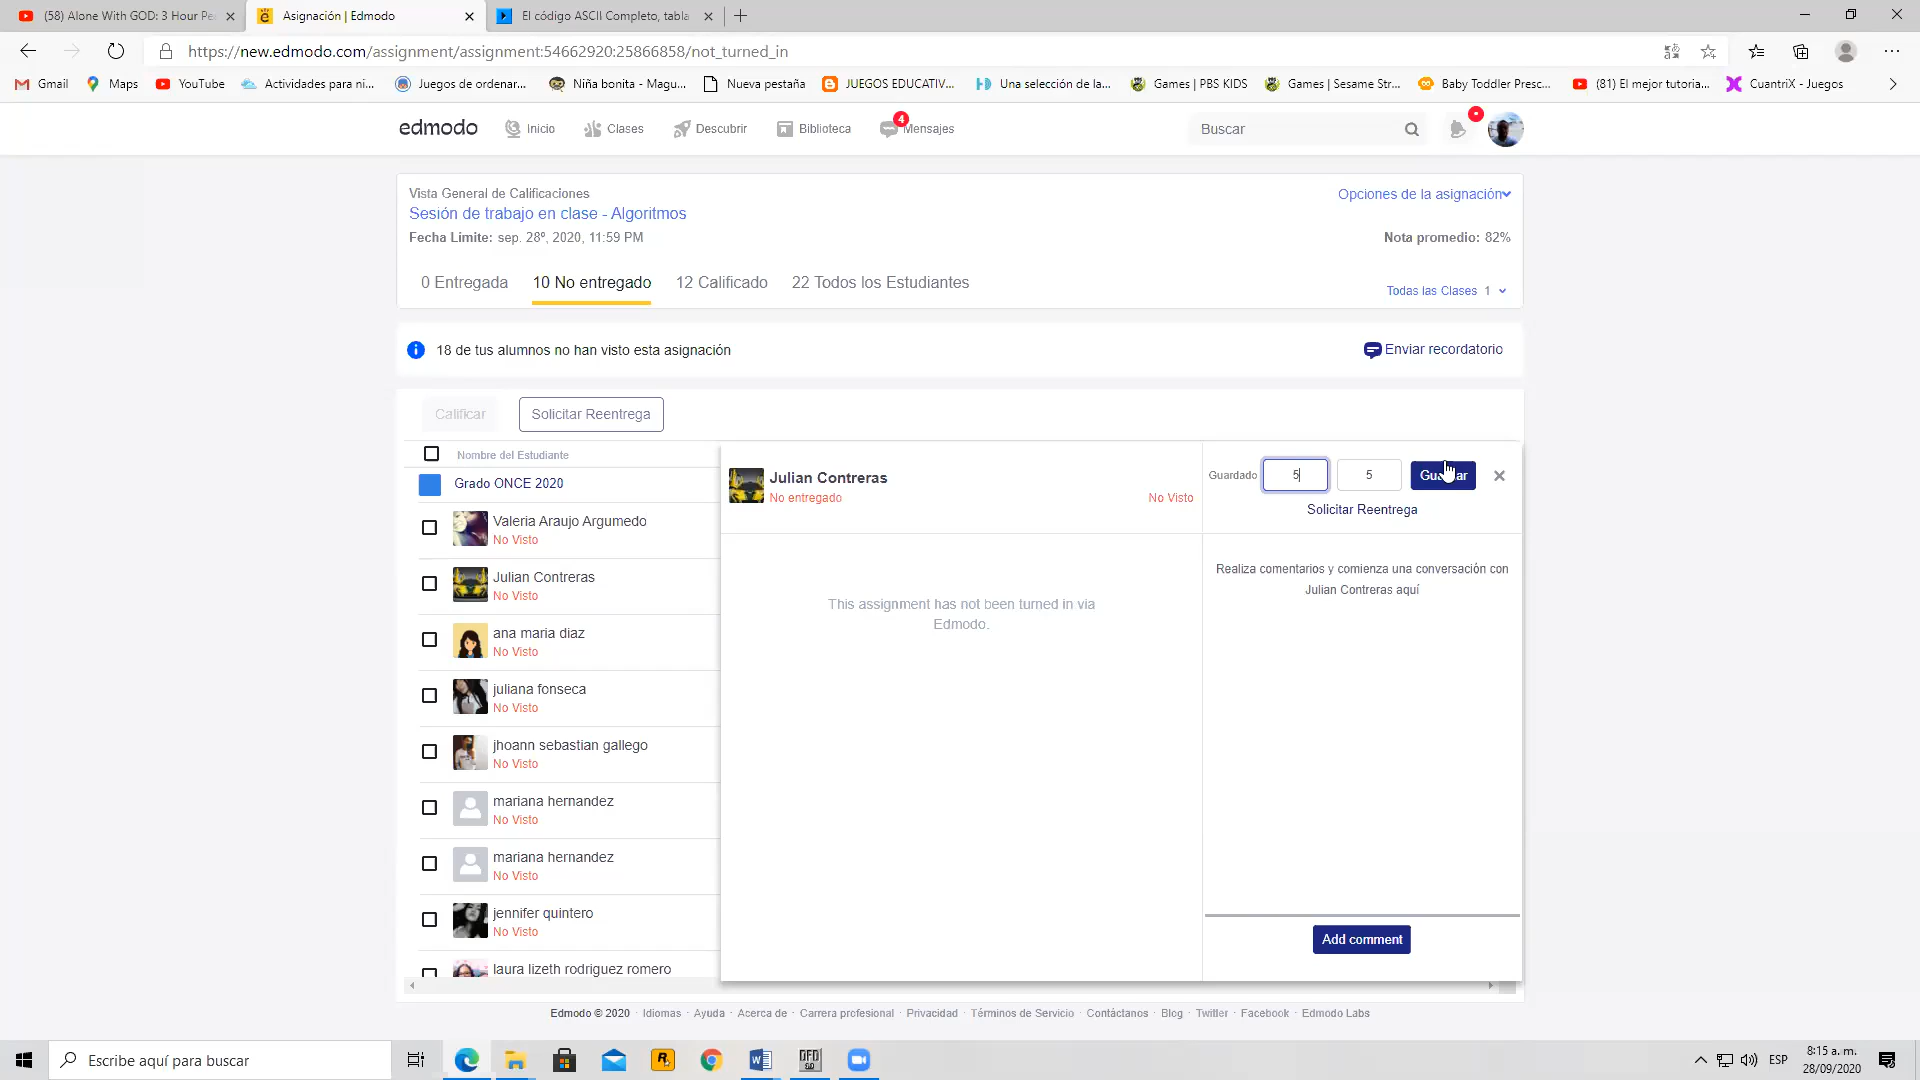 (58) Alone With GOD: 3 Hour Pe
Asignación | Edmodo
El código ASCII Completo, tabla
https://new.edmodo.com/assignment/assignment:54662920:25866858/not_turned_in
Gmail
Maps
YouTube
Actividades para ni...
Juegos de ordenar...
Niña bonita - Magu...
Nueva pestaña
JUEGOS EDUCATIV...
Una selección de la...
Games | PBS KIDS
Games | Sesame Str...
Baby Toddler Presc...
(81) El mejor tutoria...
CuantriX - Juegos
edmodo
Inicio
Clases
Descubrir
Biblioteca
4
Mensajes
Buscar
Vista General de Calificaciones
Opciones de la asignación
Sesión de trabajo en clase - Algoritmos
Fecha Limite: sep. 28º, 2020, 11:59 PM
Nota promedio: 82%
0 Entregada
10 No entregado
12 Calificado
22 Todos los Estudiantes
Todas las Clases 1
18 de tus alumnos no han visto esta asignación
Enviar recordatorio
Calificar
Solicitar Reentrega
Nombre del Estudiante
Grado ONCE 2020
Valeria Araujo Argumedo
No Visto
Julian Contreras
No Visto
ana maria diaz
No Visto
juliana fonseca
No Visto
jhoann sebastian gallego
No Visto
mariana hernandez
No Visto
mariana hernandez
No Visto
jennifer quintero
No Visto
laura lizeth rodriguez romero
Julian Contreras
No entregado
No Visto
This assignment has not been turned in via
Edmodo.
Guardado
5
5
Solicitar Reentrega
Realiza comentarios y comienza una conversación con
Julian Contreras aquí
Add comment
Edmodo © 2020 · Idiomas · Ayuda · Acerca de · Carrera profesional · Privacidad · Términos de Servicio · Contáctanos · Blog · Twitter · Facebook · Edmodo Labs
Escribe aquí para buscar
ESP
8:15 a. m.
28/09/2020